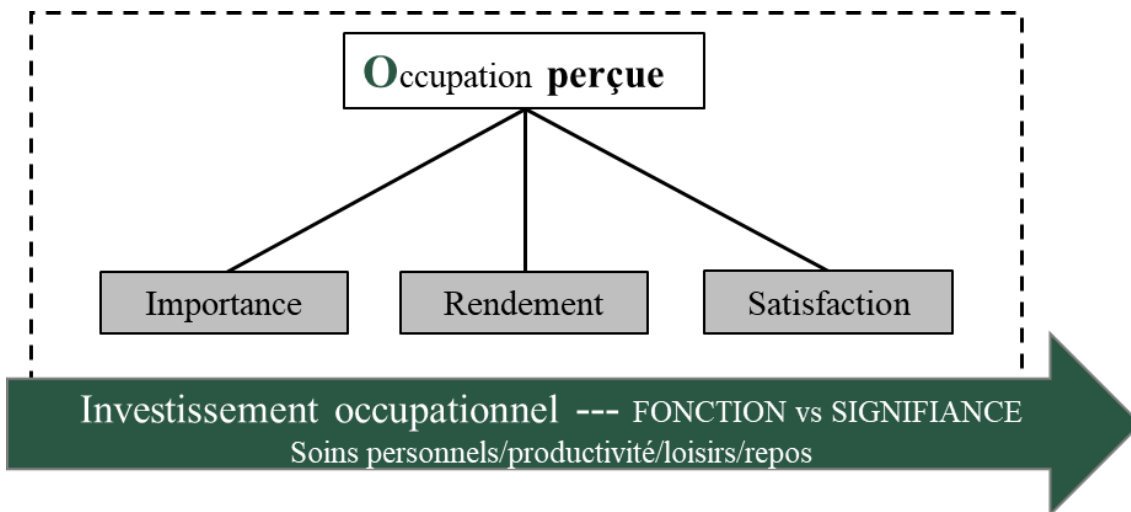 Occupation perçue
Importance
Rendement
Satisfaction
Investissement occupationnel --- FONCTION vs SIGNIFIANCE
Soins personnels/productivité/loisirs/repos